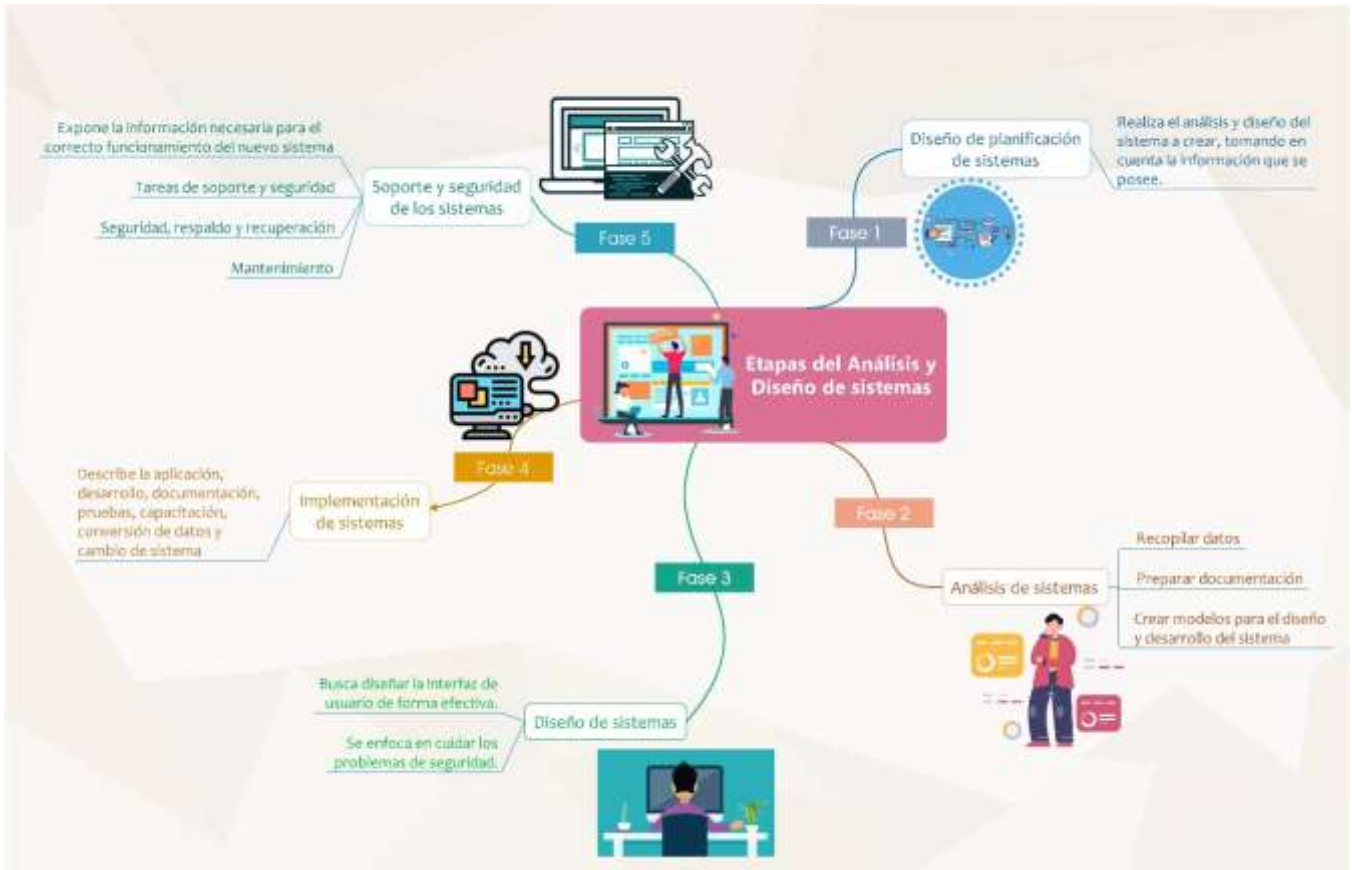 Etapas del Análisis y
Diseño de sistemas
Fase 1
Diseño de planificación
de sistemas
Realiza el análisis y diseño del
sistema a crear, tomando en
cuenta la información que se
posee.
Fase 2
Análisis de sistemas
Recopilar datos
Preparar documentación
Crear modelos para el diseño
y desarrollo del sistema
Fase 3
Diseño de sistemas
Busca diseñar la interfaz de
usuario de forma efectiva.
Se enfoca en cuidar los
problemas de seguridad.
Fase 4
Implementación
de sistemas
Describe la aplicación,
desarrollo, documentación,
pruebas, capacitación,
conversión de datos y
cambio de sistema
Fase 5
Soporte y seguridad
de los sistemas
Expone la información necesaria para el
correcto funcionamiento del nuevo sistema
Tareas de soporte y seguridad
Seguridad, respaldo y recuperación
Mantenimiento